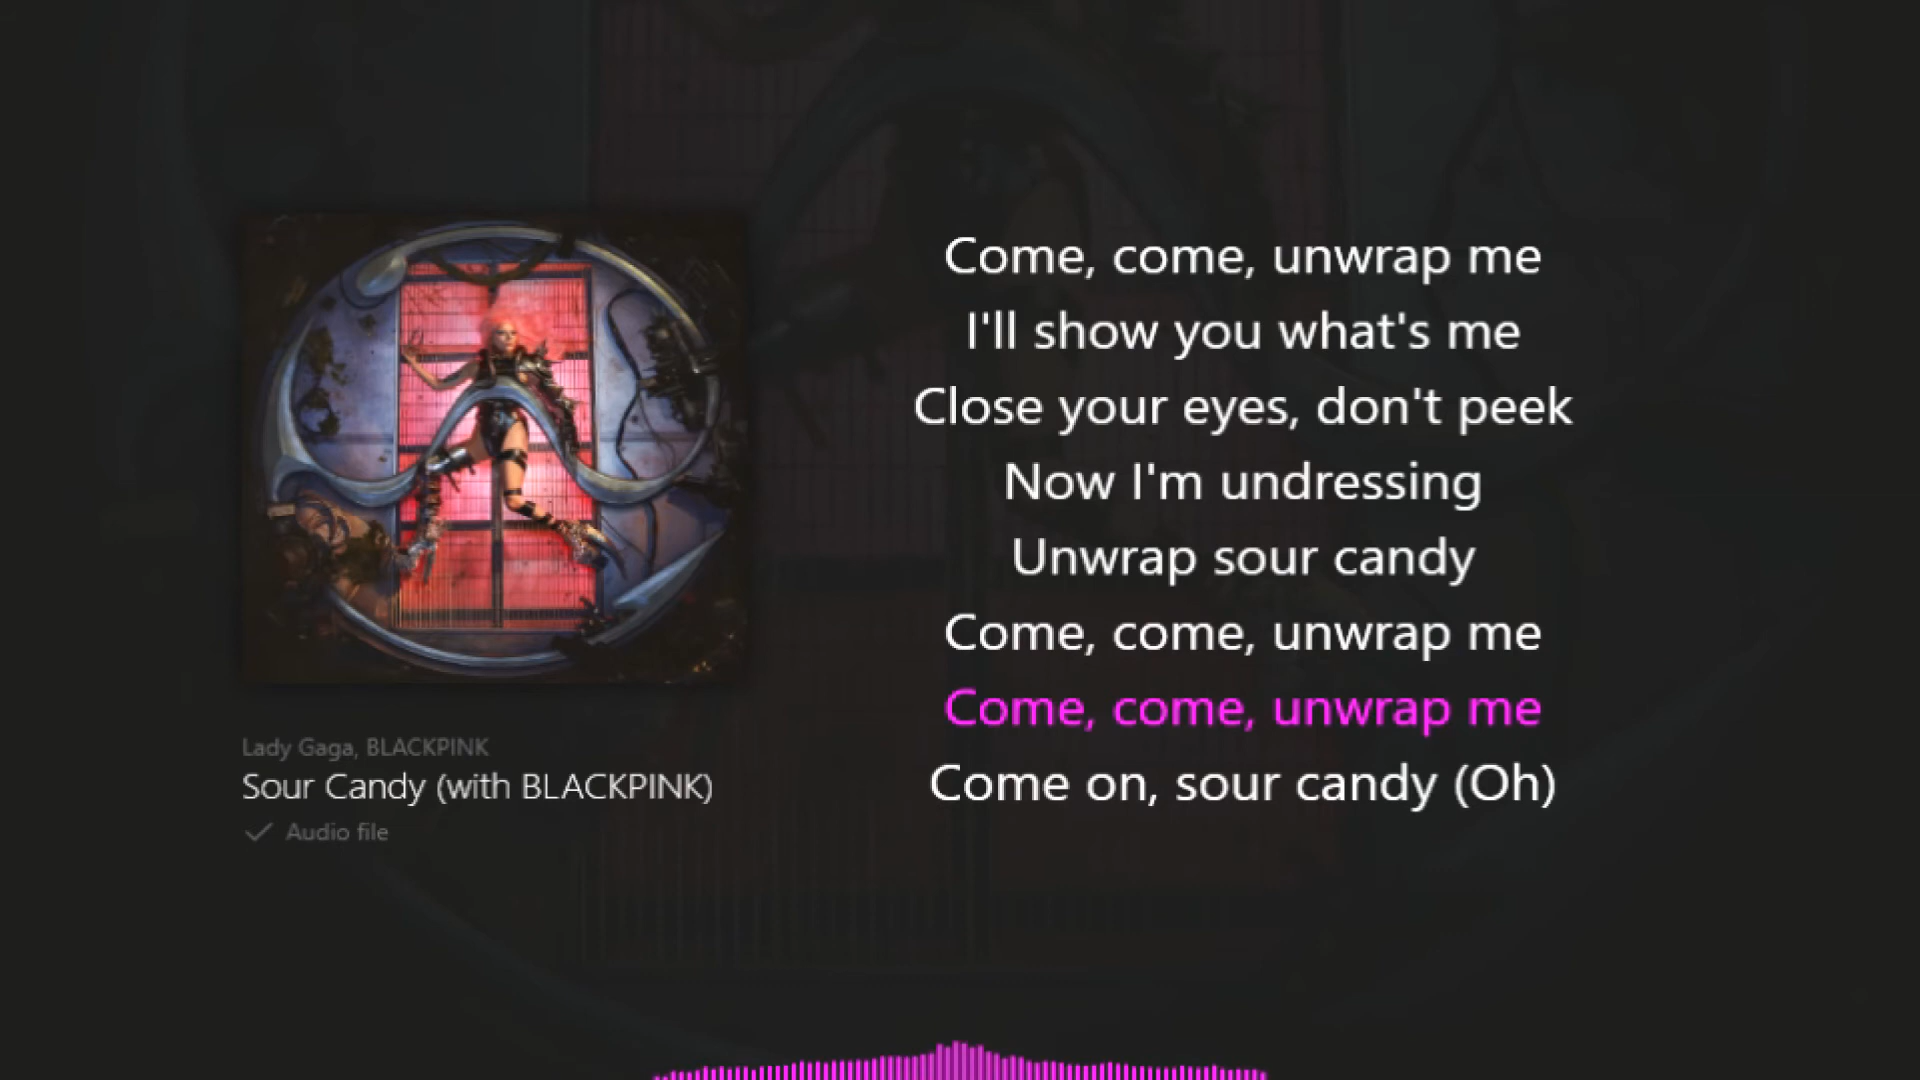 Come, come, unwrap me
I'll show you what's me
Close your eyes, don't peek
Now I'm undressing
Unwrap sour candy
Come, come, unwrap me
Come, come, unwrap me
Come on, sour candy (Oh)
Lady Gaga, BLACKPINK
Sour Candy (with BLACKPINK)
Audio file